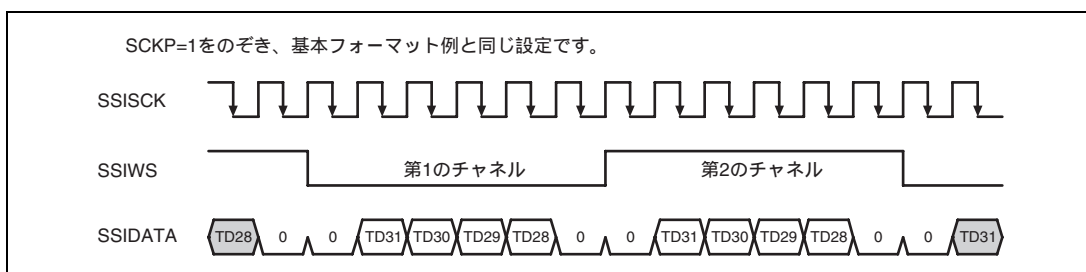 SCKP=1をのぞき、基本フォーマット例と同じ設定です。
SSISCK
SSIWS 第1のチャネル 第2のチャネル
SSIDATA TD28 0 0 TD31 TD30 TD29 TD28 0 0 TD31 TD30 TD29 TD28 0 0 TD31